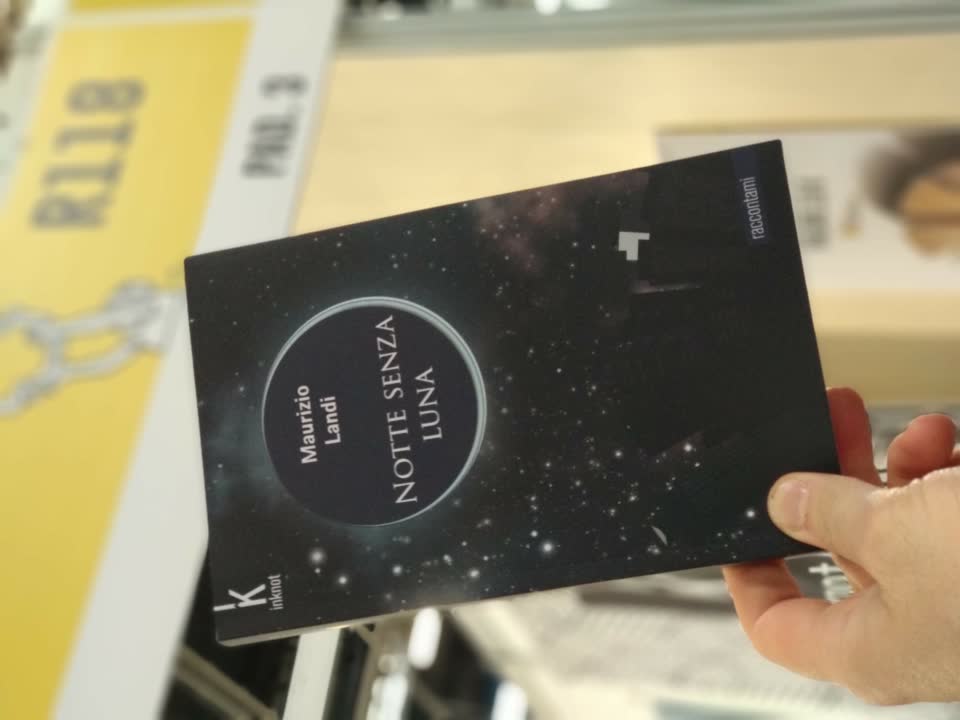 R118
PAD. 3
inknot
Maurizio
Landi
NOTTE SENZA
LUNA
raccontami